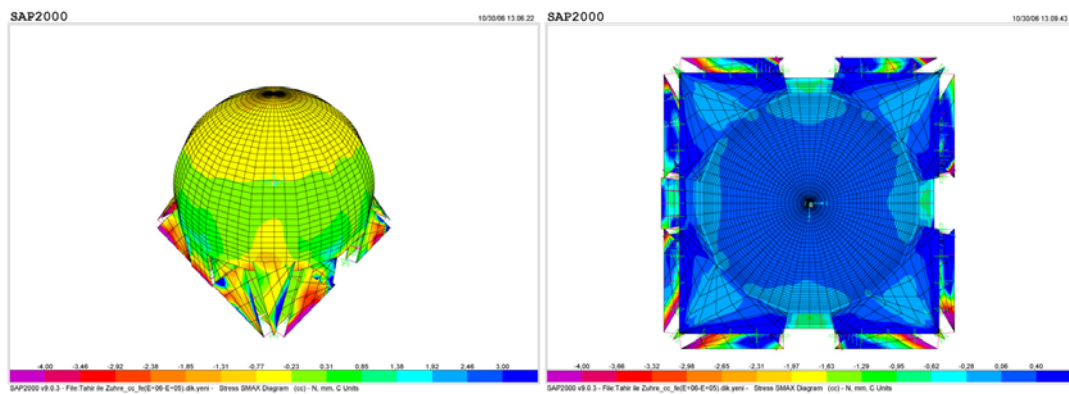 SAP2000
10/30/06 13.06.22
-4.00 -3.46 -2.92 -2.38 -1.85 -1.31 -0.77 -0.23 0.31 0.85 1.38 1.92 2.46 3.00
SAP2000 v9.0.3 - File:Tahir ile Zuhre_cc_fe(E+06-E+05).dik.yeni - Stress SMAX Diagram (cc) - N, mm, C Units
SAP2000
10/30/06 13.09.43
-4.00 -3.66 -3.32 -2.98 -2.65 -2.31 -1.97 -1.63 -1.29 -0.95 -0.62 -0.28 0.06 0.40
SAP2000 v9.0.3 - File:Tahir ile Zuhre_cc_fe(E+06-E+05).dik.yeni - Stress SMAX Diagram (cc) - N, mm, C Units